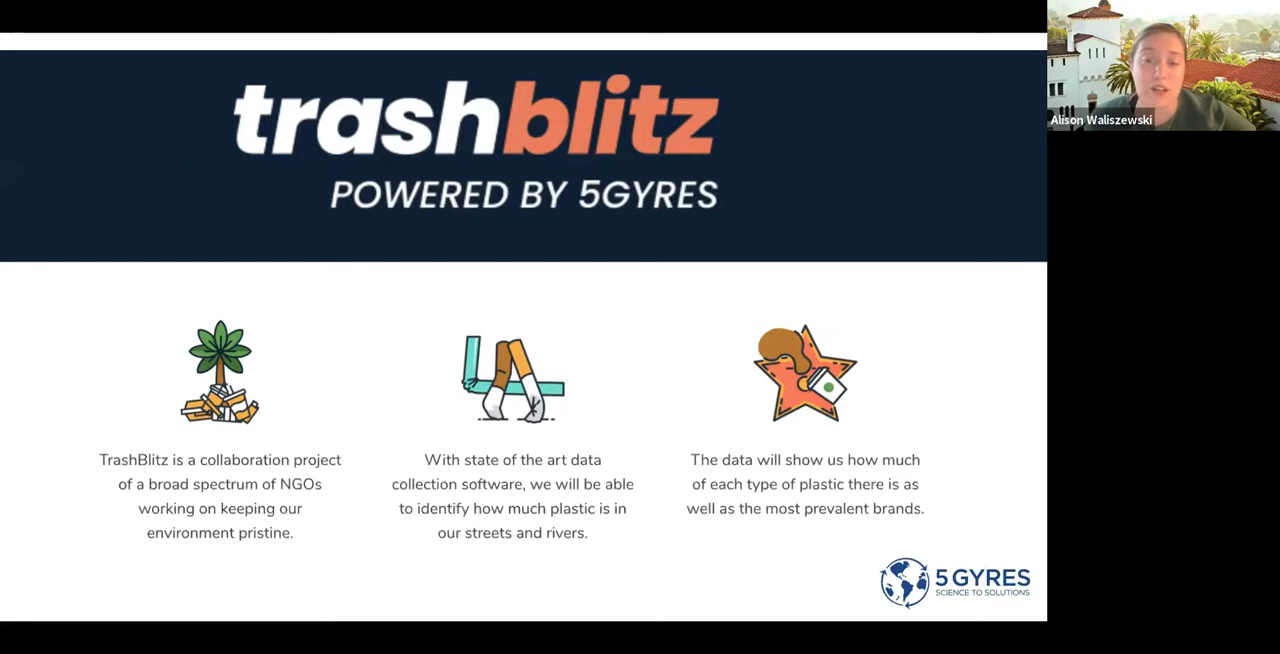 trashblitz
POWERED BY 5GYRES
Alison Waliszewski
TrashBlitz is a collaboration project
of a broad spectrum of NGOs
working on keeping our
environment pristine.
With state of the art data
collection software, we will be able
to identify how much plastic is in
our streets and rivers.
The data will show us how much
of each type of plastic there is as
well as the most prevalent brands.
5 GYRES
SCIENCE TO SOLUTIONS